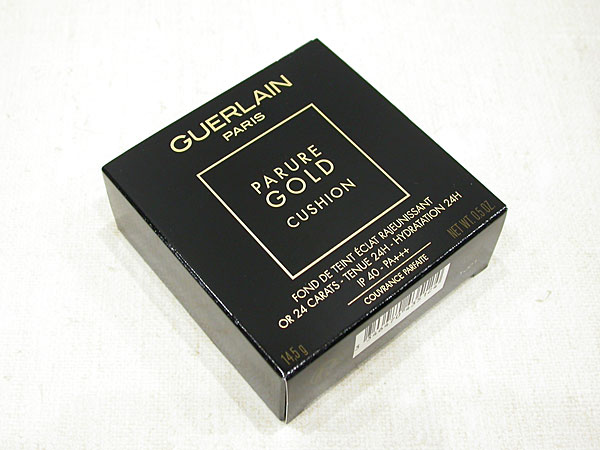 GUERLAIN
PARIS
PARURE
GOLD
CUSHION
FOND DE TEINT ÉCLAT RAJEUNISSANT
OR 24 CARATS - TENUE 24H - HYDRATATION 24H
IP 40 - PA+++
COUVRANCE PARFAITE
14,5 g
NET WT. 0.5 OZ